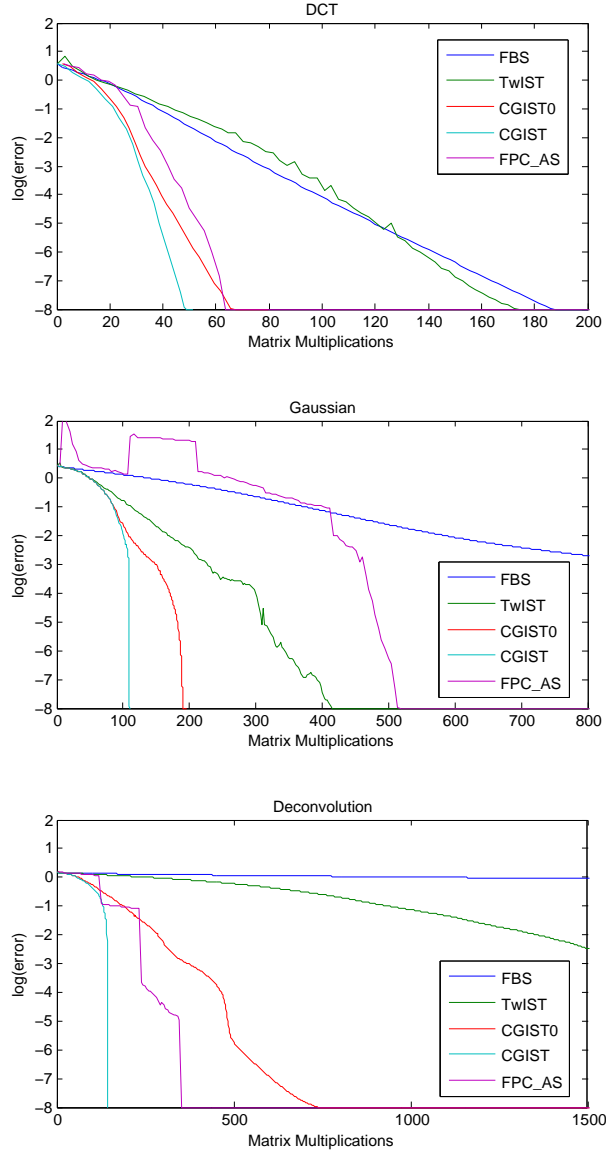 DCT
2
1
0
−1
−2
−3
−4
−5
−6
−7
−8
log(error)
0 20 40 60 80 100 120 140 160 180 200
Matrix Multiplications
FBS
TwIST
CGIST0
CGIST
FPC_AS
Gaussian
2
1
0
−1
−2
−3
−4
−5
−6
−7
−8
log(error)
0 100 200 300 400 500 600 700 800
Matrix Multiplications
FBS
TwIST
CGIST0
CGIST
FPC_AS
Deconvolution
2
1
0
−1
−2
−3
−4
−5
−6
−7
−8
log(error)
0 500 1000 1500
Matrix Multiplications
FBS
TwIST
CGIST0
CGIST
FPC_AS